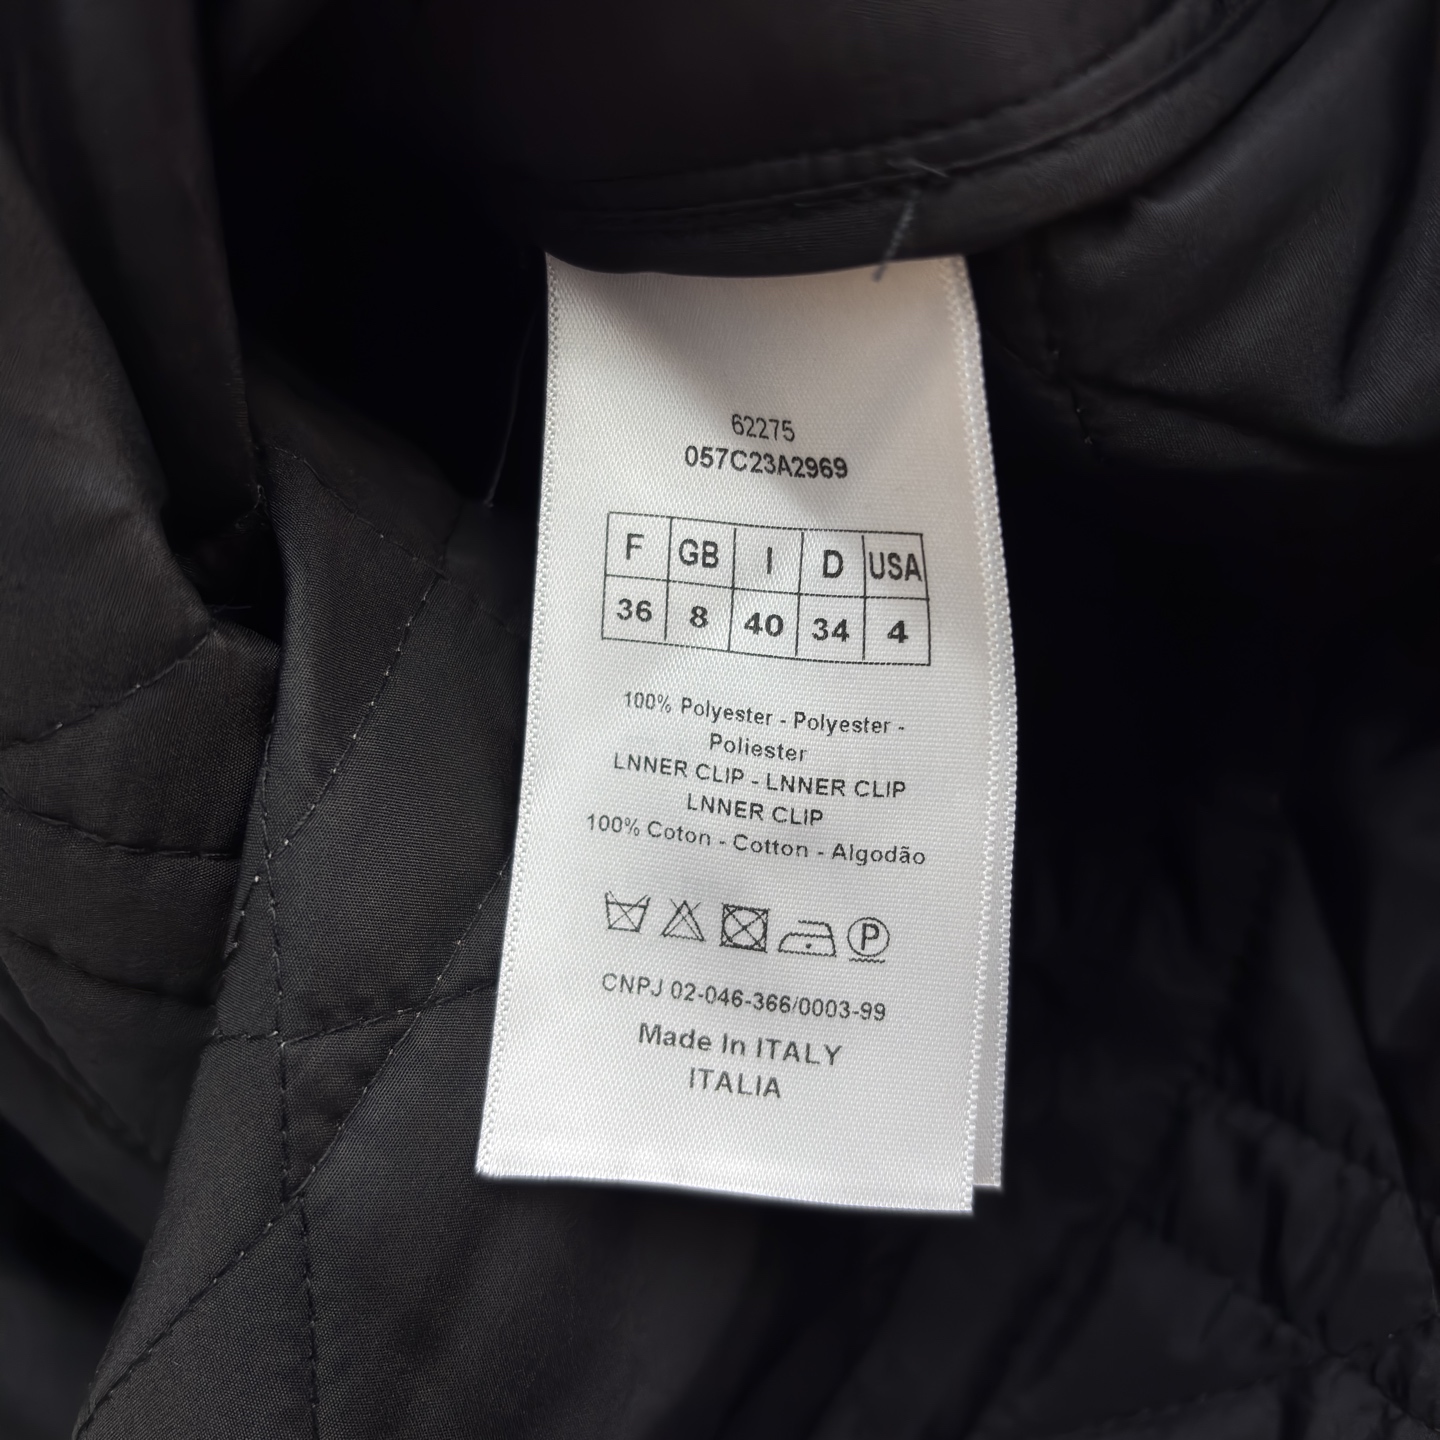 62275
057C23A2969
F GB I D USA
36 8 40 34 4
100% Polyester - Polyester -
Poliester
LNNER CLIP - LNNER CLIP
LNNER CLIP
100% Coton - Cotton - Algodão
P
CNPJ 02-046-366/0003-99
Made In ITALY
ITALIA